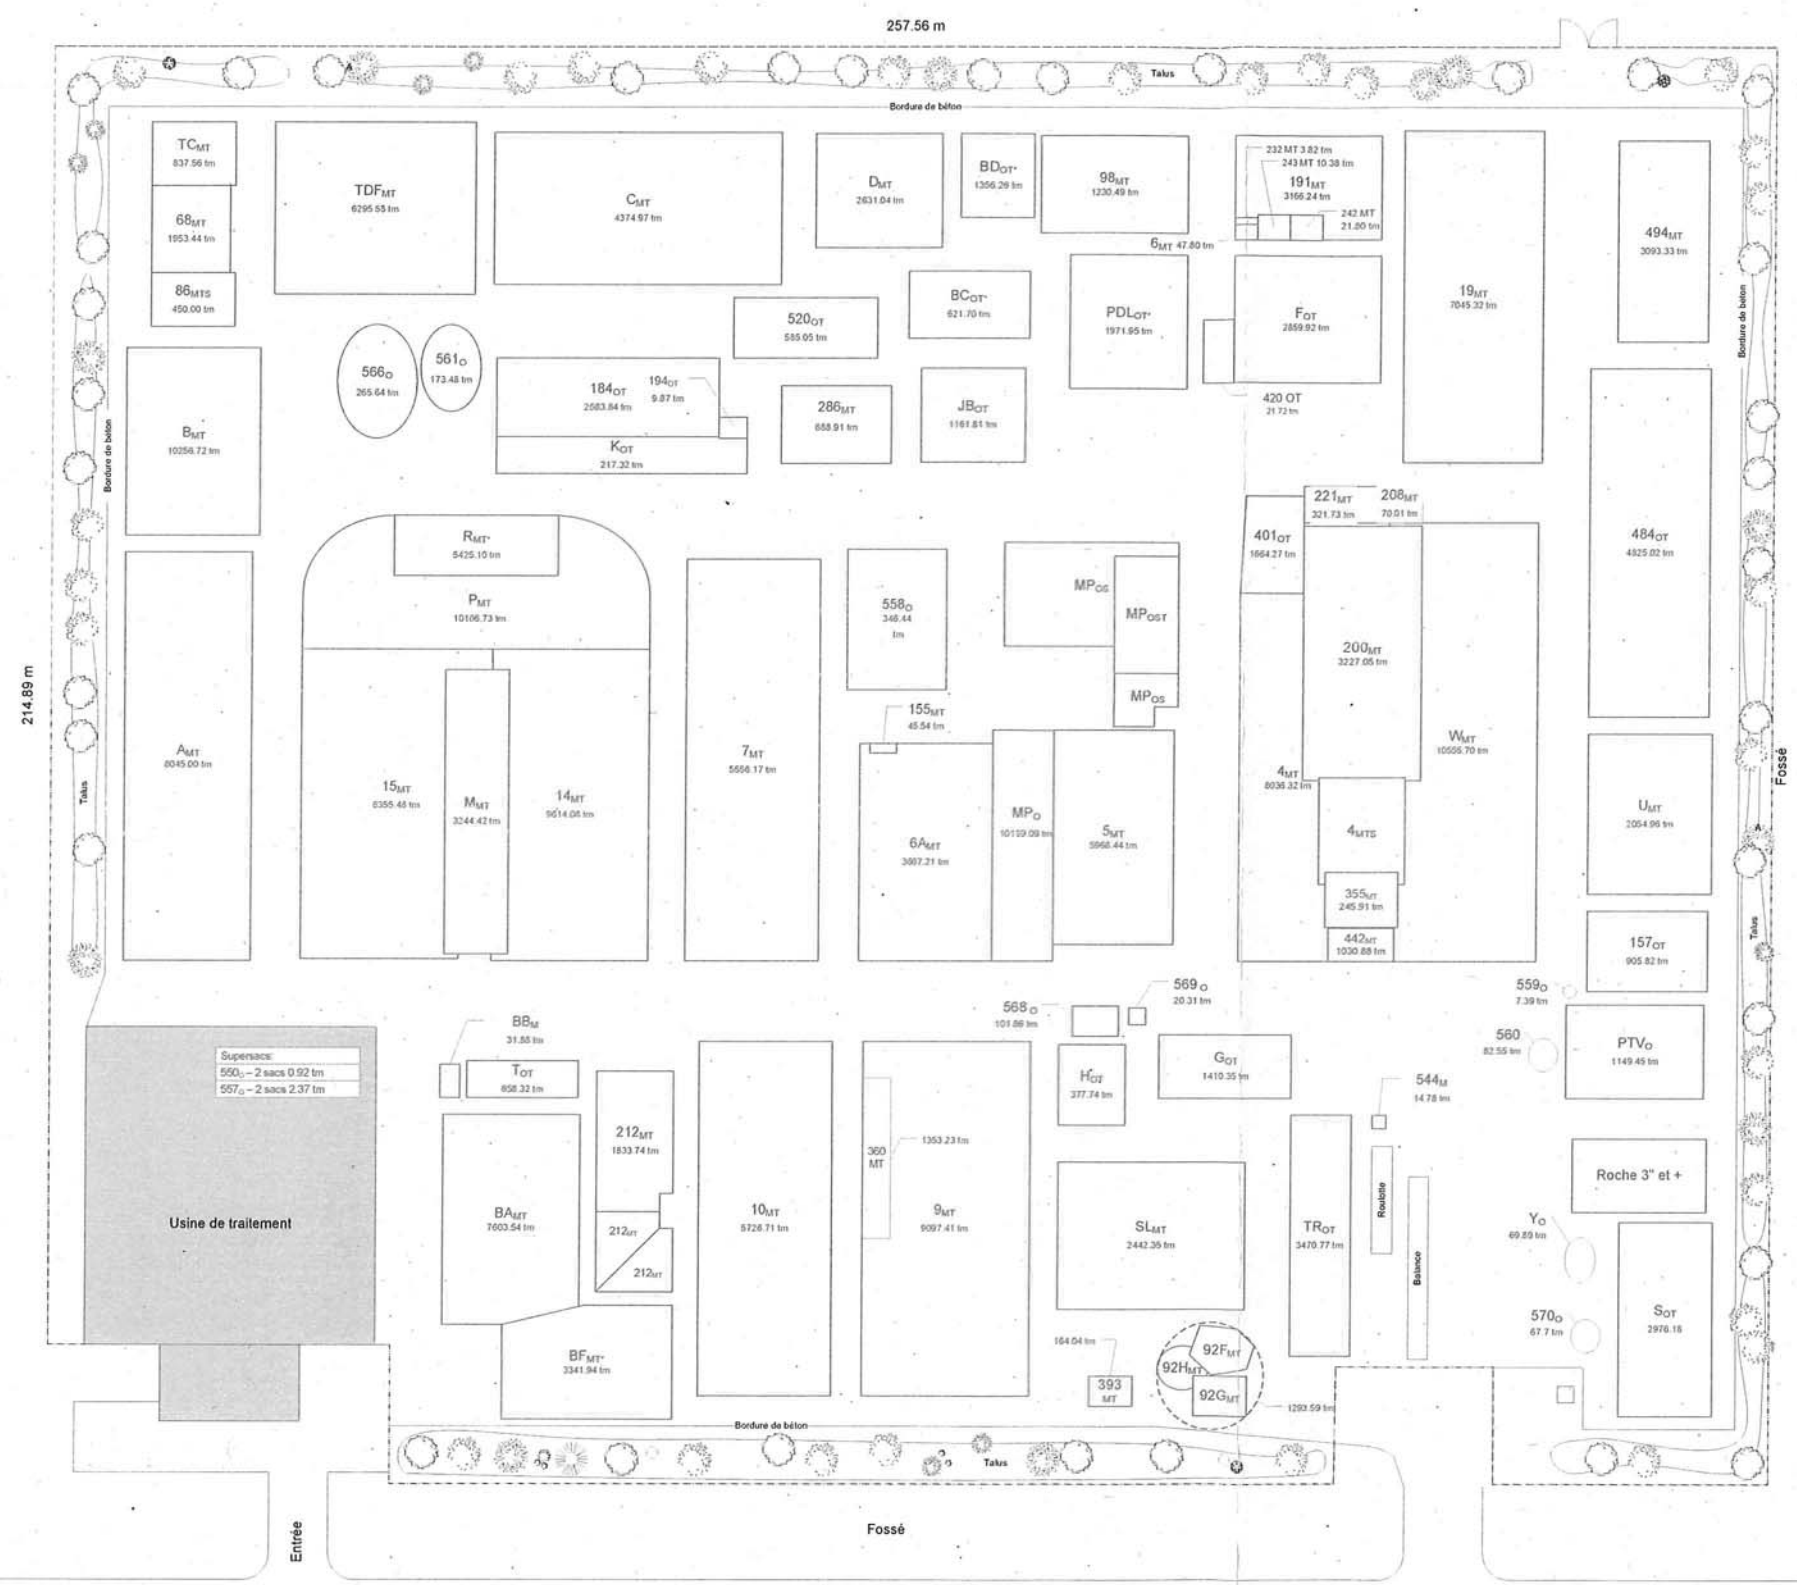 257.56 m
Talus
Bordure de béton
TCMT
837.56 tm
68MT
1953.44 tm
86MTS
450.00 tm
TDFMT
6295.55 tm
CMT
4374.97 tm
DMT
2631.04 tm
BDOT*
1356.26 tm
98MT
1230.49 tm
232 MT 3.82 tm
243 MT 10.38 tm
191MT
3166.24 tm
242 MT
21.80 tm
6MT 47.80 tm
19MT
7045.32 tm
494MT
3093.33 tm
566O
265.64 tm
561O
173.48 tm
520OT
585.05 tm
BCOT*
621.70 tm
PDLOT*
1971.95 tm
FOT
2859.92 tm
420 OT
21.72 tm
Bordure de béton
BMT
10256.72 tm
Bordure de béton
184OT
2583.84 tm
194OT
9.87 tm
KOT
217.32 tm
286MT
688.91 tm
JBOT
1161.81 tm
RMT*
5425.10 tm
PMT
10106.73 tm
558O
346.44
tm
MPOS
MPOST
MPOS
221MT
321.73 tm
208MT
70.01 tm
401OT
1664.27 tm
200MT
3227.05 tm
484OT
4825.02 tm
214.89 m
AMT
8045.00 tm
Talus
15MT
8355.48 tm
MMT
3244.42 tm
14MT
9614.08 tm
7MT
5556.17 tm
155MT
45.54 tm
6AMT
3667.21 tm
MPO
10159.09 tm
5MT
5968.44 tm
4MT
8036.32 tm
WMT
10555.70 tm
4MTS
355MT
245.91 tm
442MT
1030.88 tm
UMT
2054.96 tm
Fossé
Talus
157OT
905.82 tm
559O
7.39 tm
560
82.55 tm
PTVO
1149.45 tm
568 O
101.86 tm
569 O
20.31 tm
HOT
377.74 tm
GOT
1410.35 tm
544M
14.78 tm
Supersacs:
550O – 2 sacs 0.92 tm
557O – 2 sacs 2.37 tm
BBM
31.88 tm
TOT
858.32 tm
212MT
1833.74 tm
212MT
212MT
BAMT
7603.54 tm
BFMT*
3341.94 tm
10MT
5726.71 tm
360
MT
1353.23 tm
9MT
9097.41 tm
SLMT
2442.35 tm
TROT
3470.77 tm
Roulotte
Balance
Roche 3" et +
YO
69.89 tm
570O
67.7 tm
SOT
2976.18
Usine de traitement
164.04 tm
393
MT
92FMT
92HMT
92GMT
1293.59 tm
Bordure de béton
Talus
Entrée
Fossé